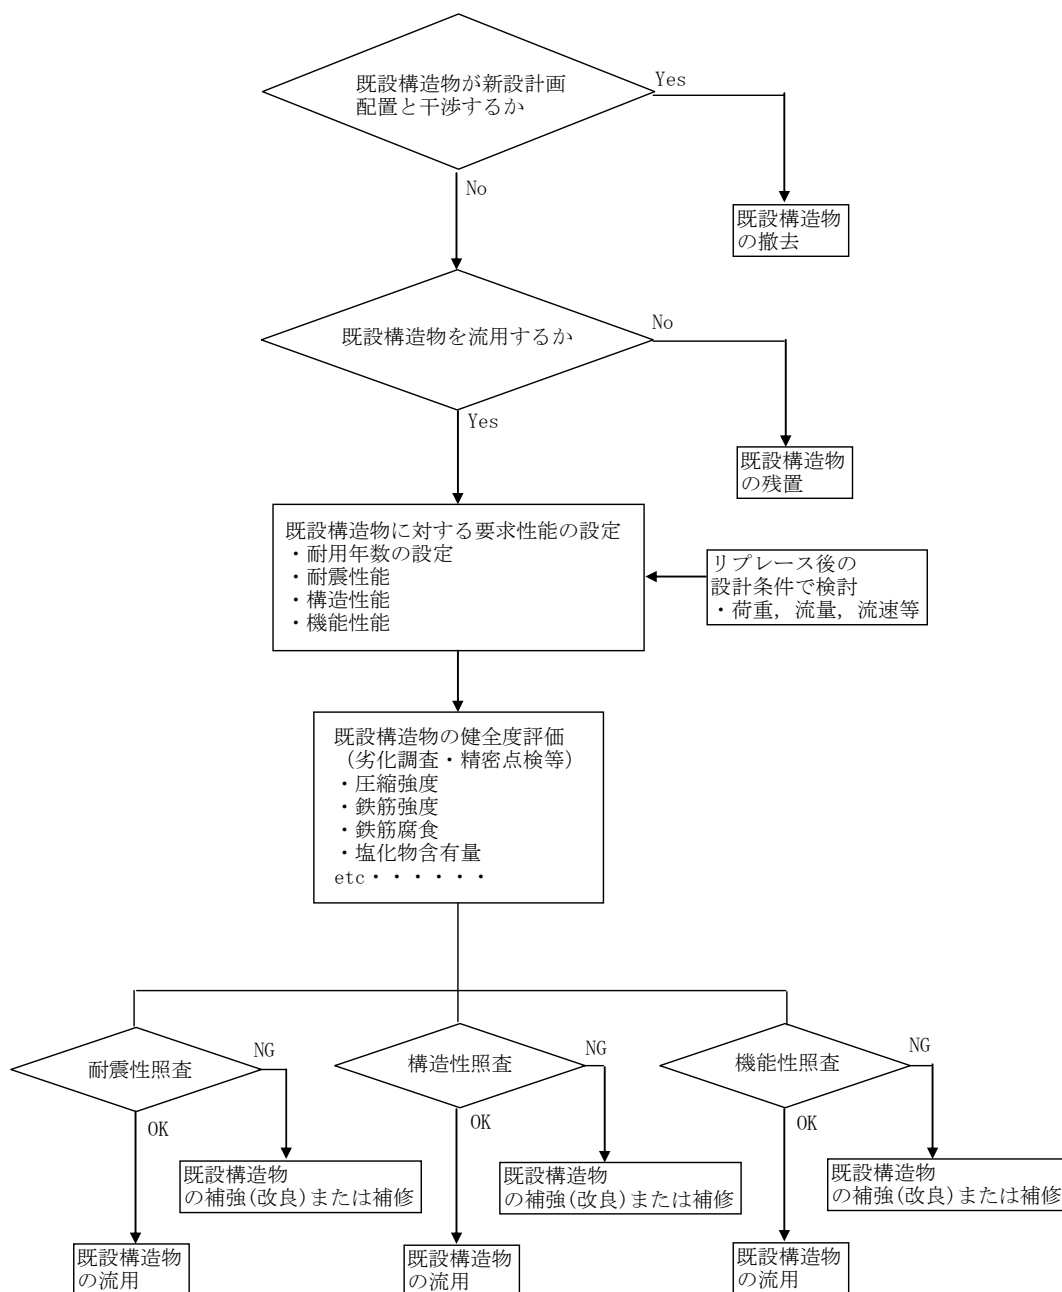 既設構造物が新設計画
配置と干渉するか
Yes
No
既設構造物
の撤去
既設構造物を流用するか
No
Yes
既設構造物
の残置
既設構造物に対する要求性能の設定
・耐用年数の設定
・耐震性能
・構造性能
・機能性能
リプレース後の
設計条件で検討
・荷重，流量，流速等
既設構造物の健全度評価
（劣化調査・精密点検等）
・圧縮強度
・鉄筋強度
・鉄筋腐食
・塩化物含有量
etc・・・・・・
耐震性照査
NG
OK
既設構造物
の補強(改良)または補修
既設構造物
の流用
構造性照査
NG
OK
既設構造物
の補強(改良)または補修
既設構造物
の流用
機能性照査
NG
OK
既設構造物
の補強(改良)または補修
既設構造物
の流用